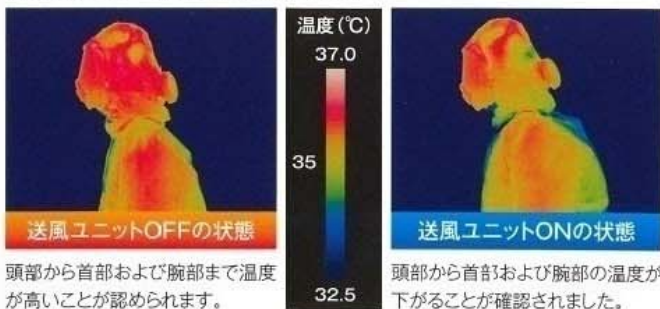 送風ユニットOFFの状態
頭部から首部および腕部まで温度
が高いことが認められます。
温度(℃)
37.0
35
32.5
送風ユニットONの状態
頭部から首部および腕部の温度が
下がることが確認されました。